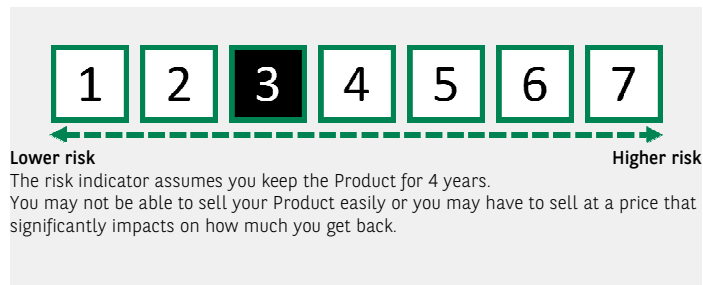 1 2 3 4 5 6 7
Lower risk Higher risk
The risk indicator assumes you keep the Product for 4 years.
You may not be able to sell your Product easily or you may have to sell at a price that
significantly impacts on how much you get back.